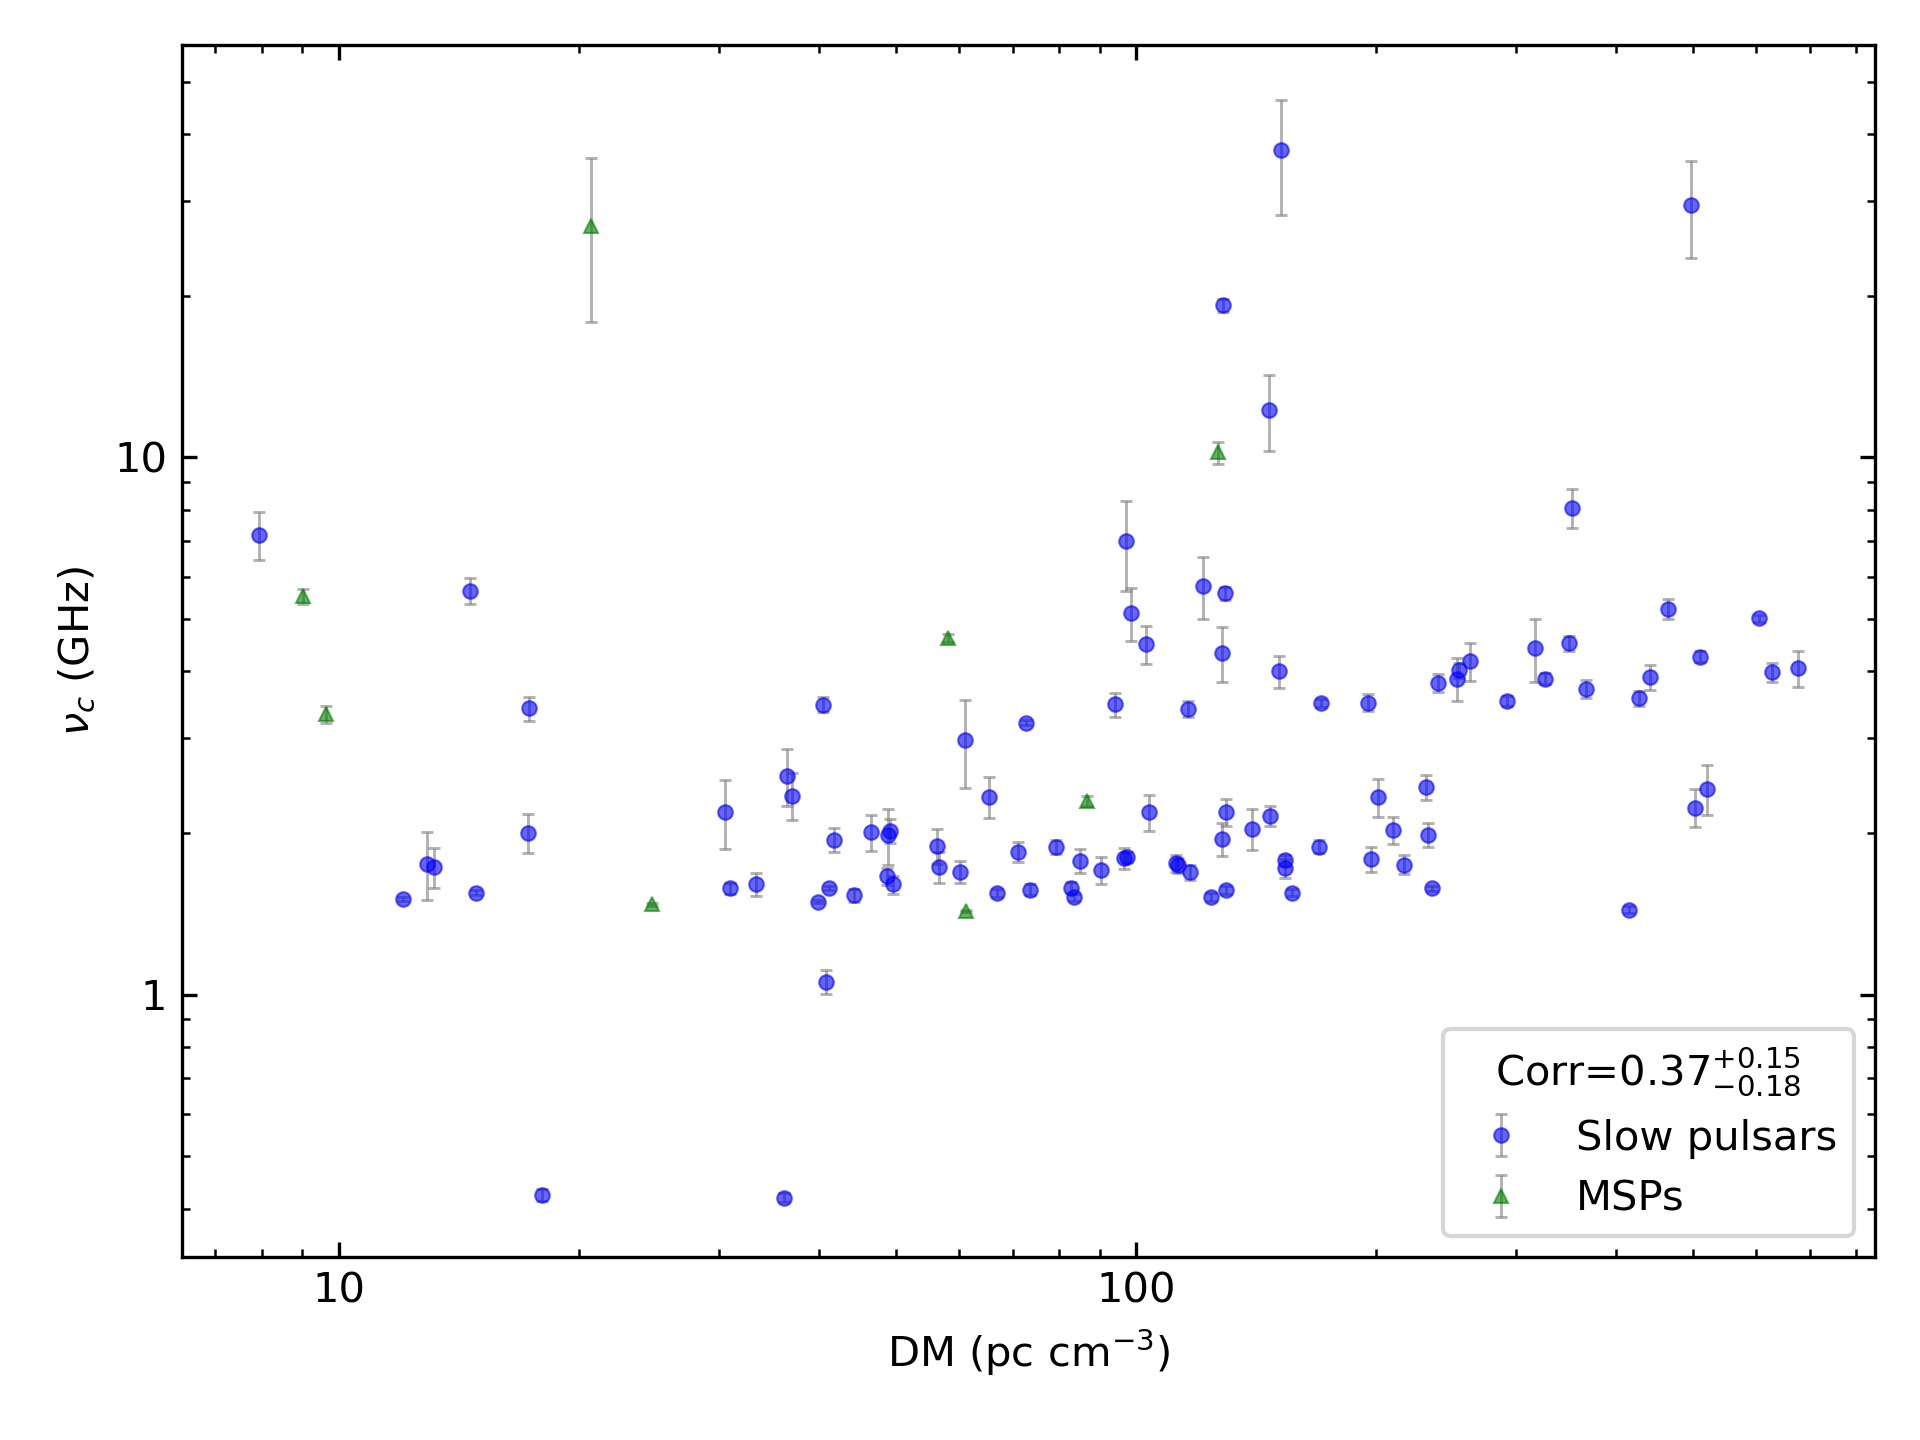 10
1
ν_c (GHz)
10
100
DM (pc cm⁻³)
Corr=0.37^{+0.15}_{−0.18}
Slow pulsars
MSPs